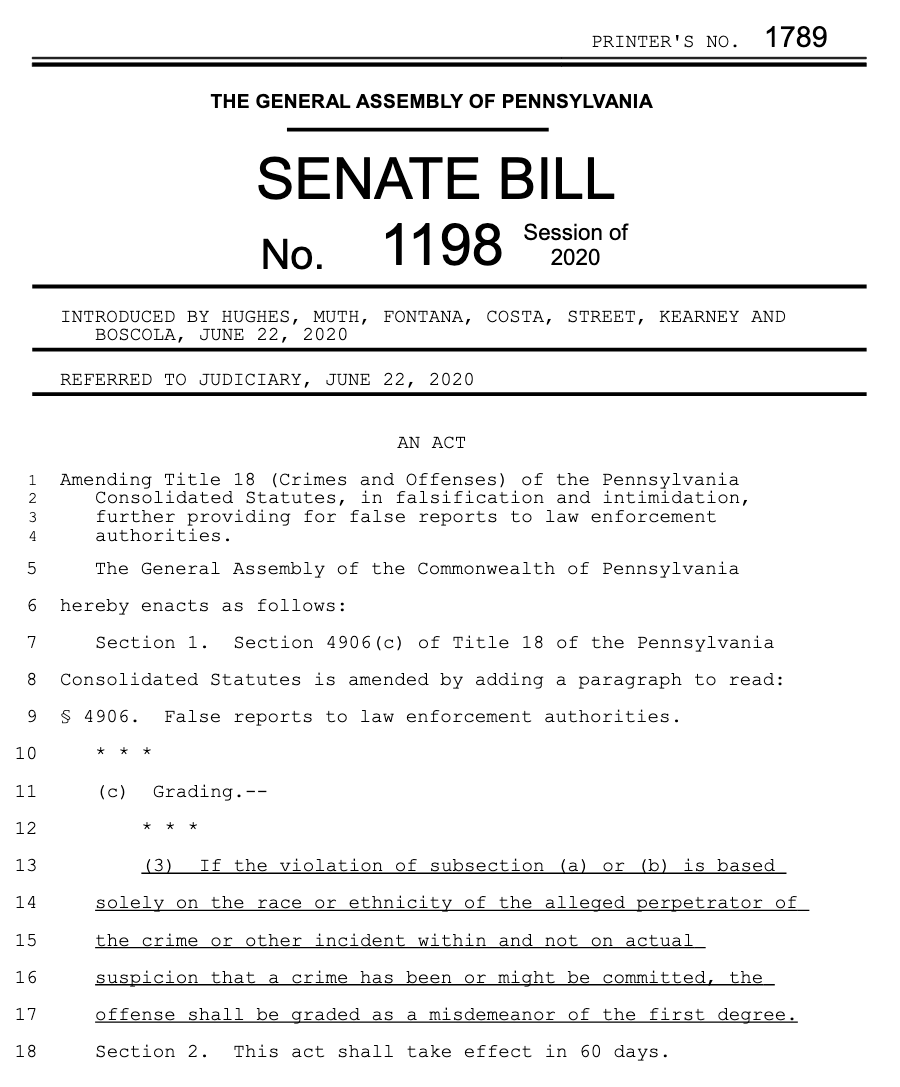 PRINTER'S NO. 1789
THE GENERAL ASSEMBLY OF PENNSYLVANIA
SENATE BILL
No. 1198 Session of
2020
INTRODUCED BY HUGHES, MUTH, FONTANA, COSTA, STREET, KEARNEY AND
BOSCOLA, JUNE 22, 2020
REFERRED TO JUDICIARY, JUNE 22, 2020
AN ACT
1 Amending Title 18 (Crimes and Offenses) of the Pennsylvania
2 Consolidated Statutes, in falsification and intimidation,
3 further providing for false reports to law enforcement
4 authorities.
5 The General Assembly of the Commonwealth of Pennsylvania
6 hereby enacts as follows:
7 Section 1. Section 4906(c) of Title 18 of the Pennsylvania
8 Consolidated Statutes is amended by adding a paragraph to read:
9 § 4906. False reports to law enforcement authorities.
10 * * *
11 (c) Grading.--
12 * * *
13 (3) If the violation of subsection (a) or (b) is based
14 solely on the race or ethnicity of the alleged perpetrator of
15 the crime or other incident within and not on actual
16 suspicion that a crime has been or might be committed, the
17 offense shall be graded as a misdemeanor of the first degree.
18 Section 2. This act shall take effect in 60 days.